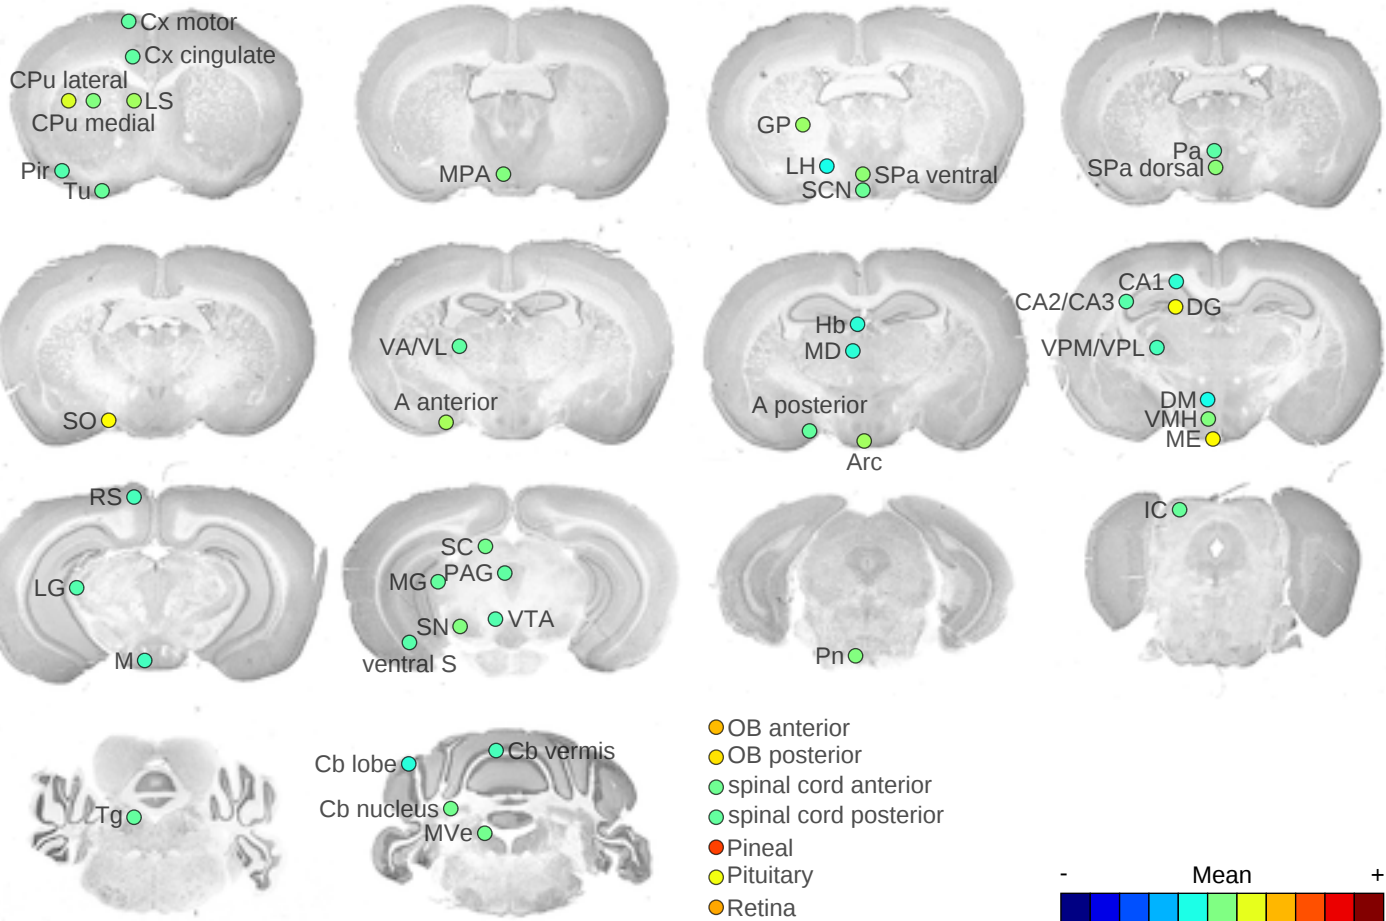 Cx motor
Cx cingulate
CPu lateral
LS
CPu medial
Pir
Tu
MPA
GP
LH
SPa ventral
SCN
Pa
SPa dorsal
SO
VA/VL
A anterior
Hb
MD
A posterior
Arc
CA1
CA2/CA3
DG
VPM/VPL
DM
VMH
ME
RS
LG
M
SC
MG
PAG
SN
VTA
ventral S
Pn
IC
Tg
Cb lobe
Cb vermis
Cb nucleus
MVe
OB anterior
OB posterior
spinal cord anterior
spinal cord posterior
Pineal
Pituitary
Retina
- Mean +